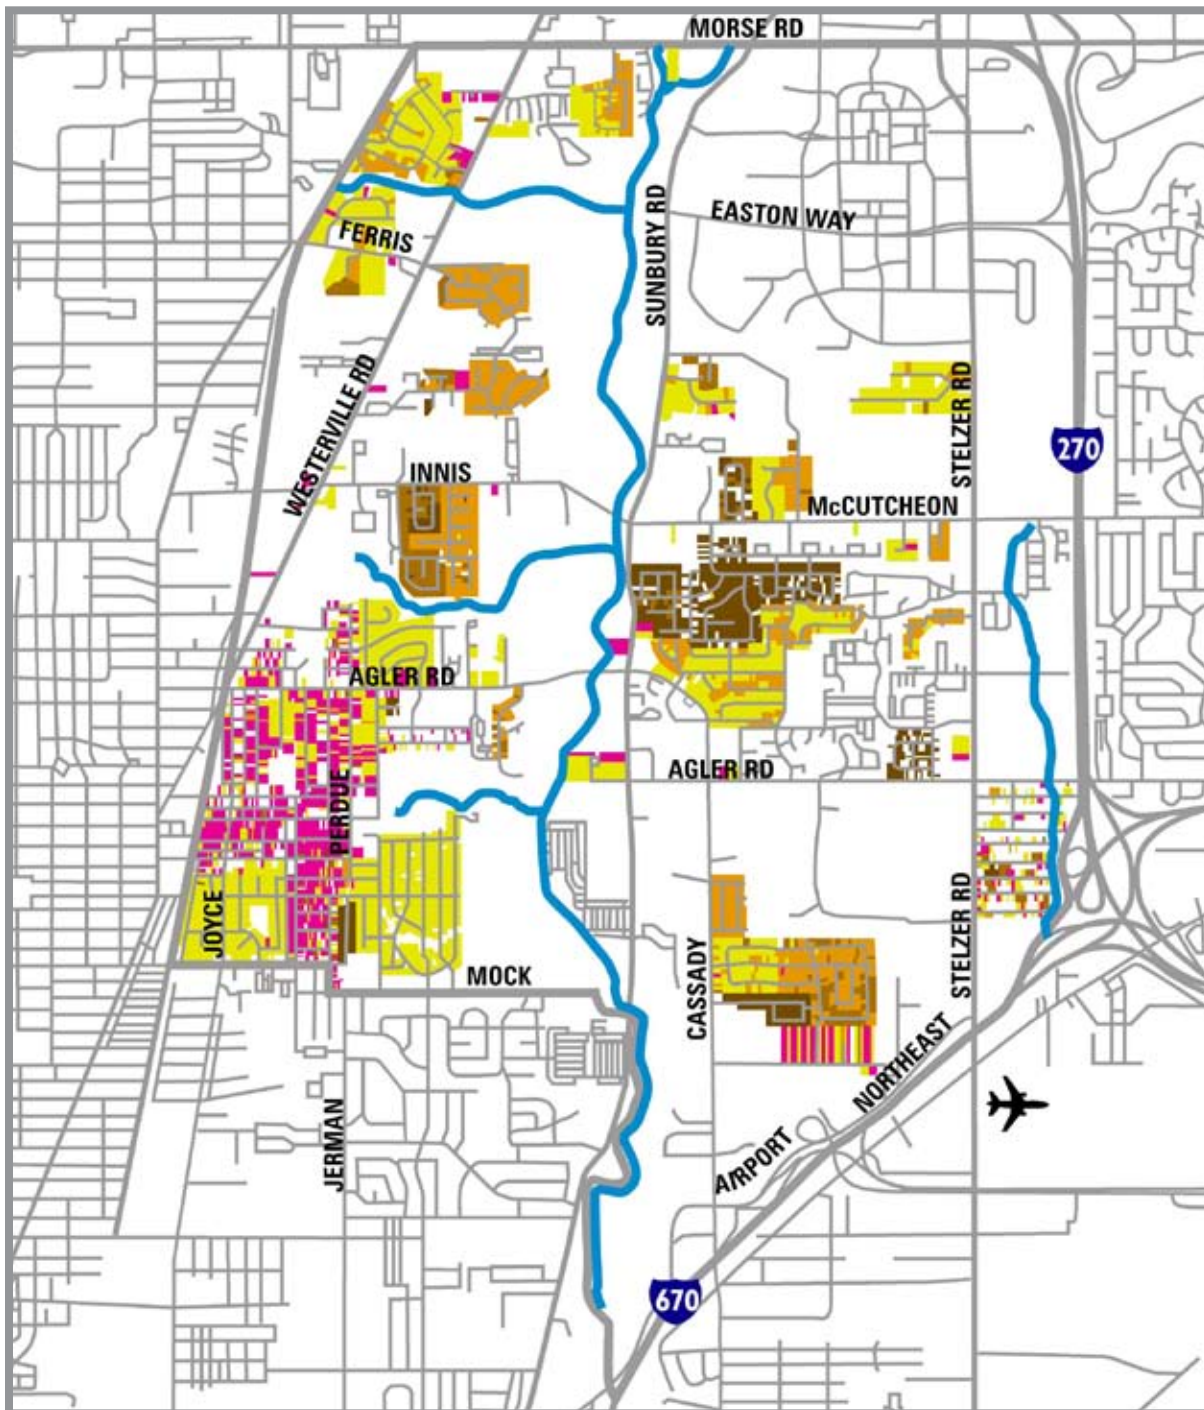 MORSE RD
SUNBURY RD
EASTON WAY
FERRIS
WESTERVILLE RD
STELZER RD
270
INNIS
McCUTCHEON
AGLER RD
AGLER RD
PERDUE
JOYCE
STELZER RD
MOCK
CASSADY
NORTHEAST
JERMAN
AIRPORT
670